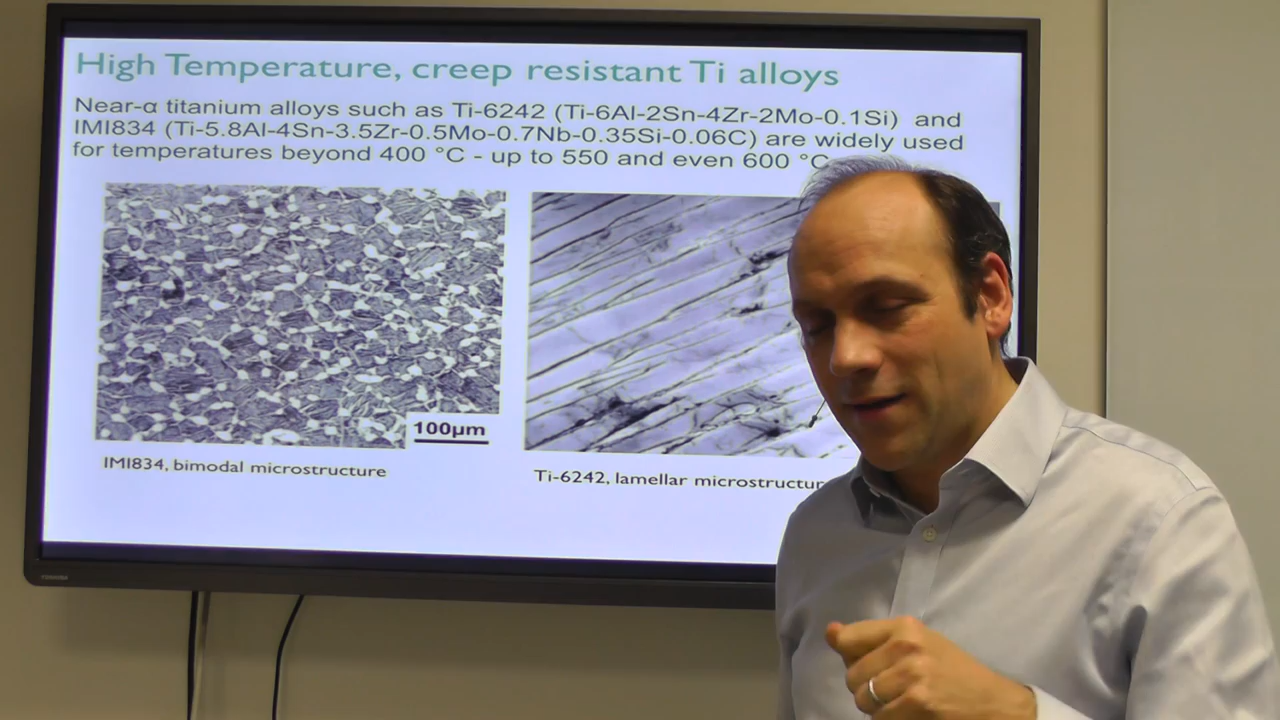 High Temperature, creep resistant Ti alloys
Near-α titanium alloys such as Ti-6242 (Ti-6Al-2Sn-4Zr-2Mo-0.1Si) and
IMI834 (Ti-5.8Al-4Sn-3.5Zr-0.5Mo-0.7Nb-0.35Si-0.06C) are widely used
for temperatures beyond 400 °C - up to 550 and even 600 °C
100µm
IMI834, bimodal microstructure
Ti-6242, lamellar microstructur
TOSHIBA